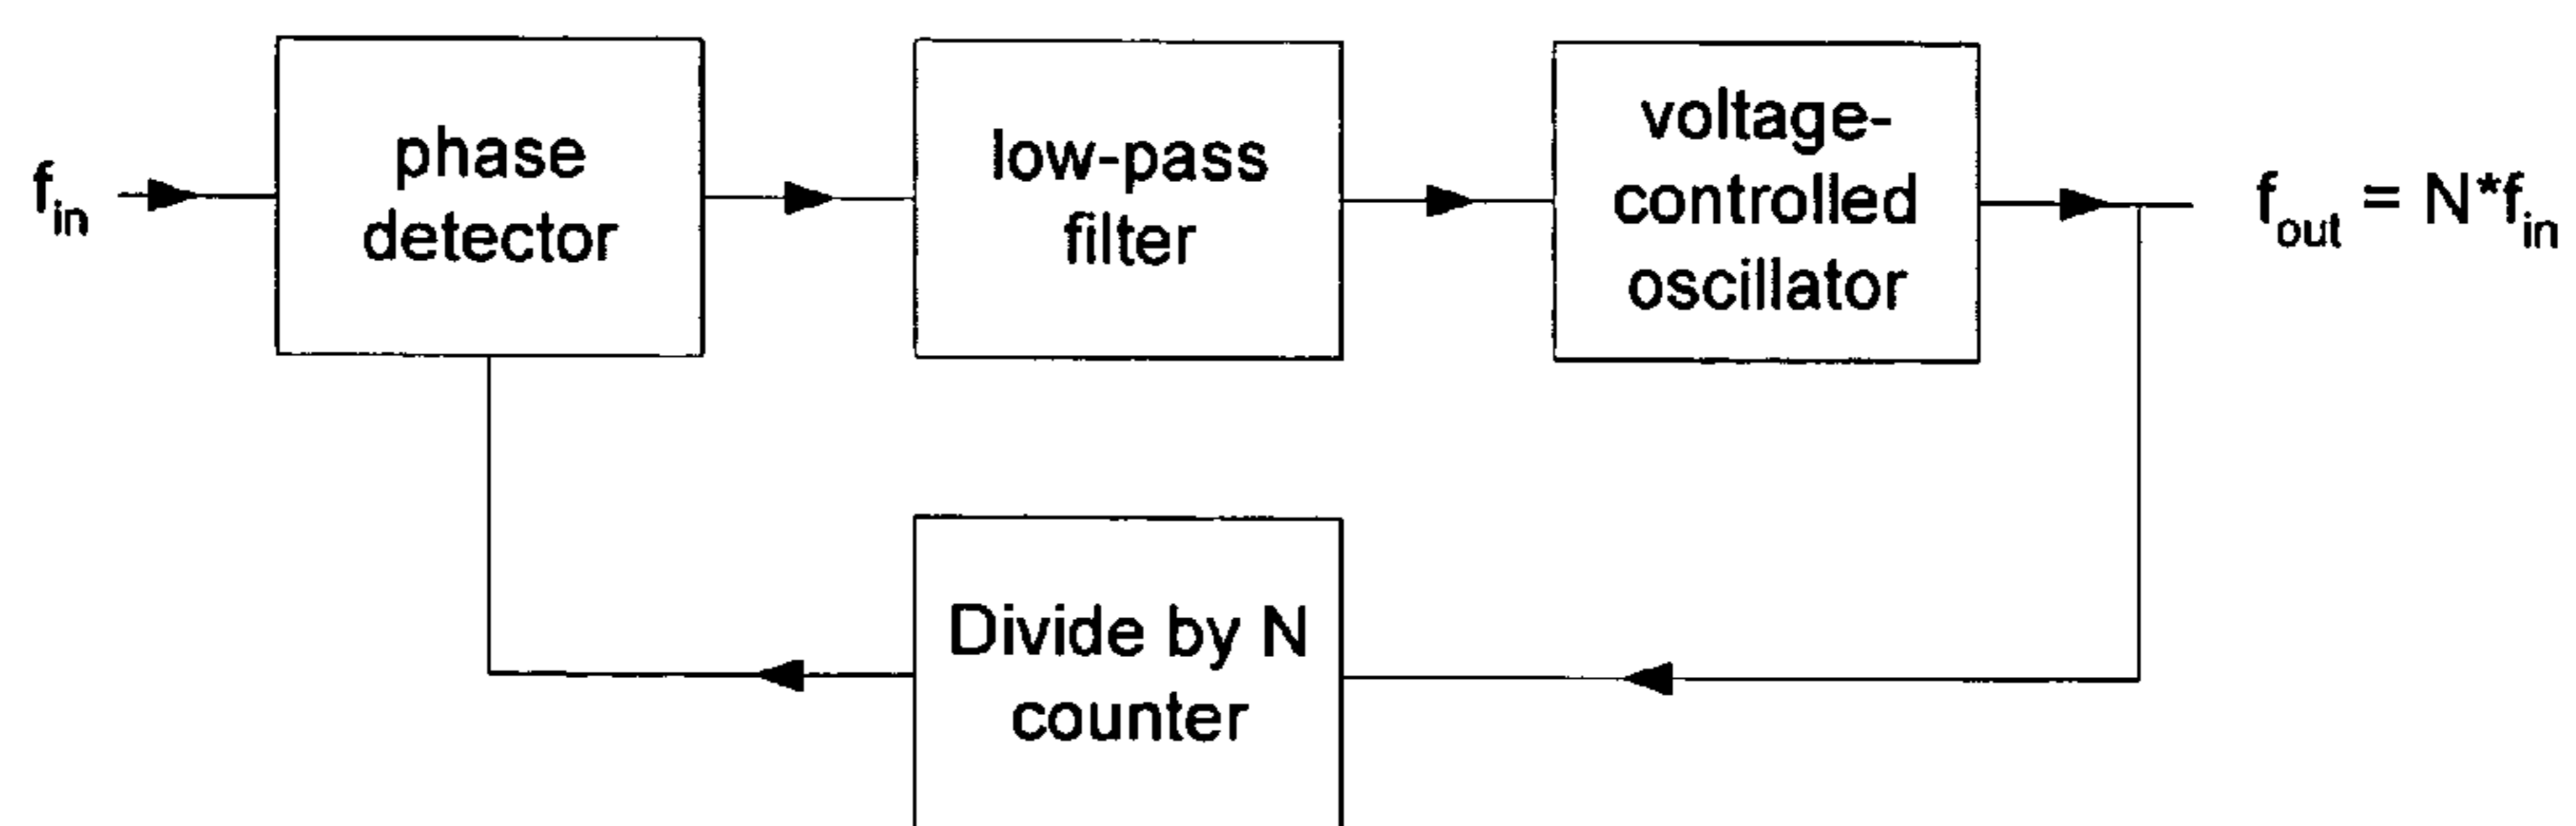 f_in
phase
detector
low-pass
filter
voltage-
controlled
oscillator
f_out = N*f_in
Divide by N
counter